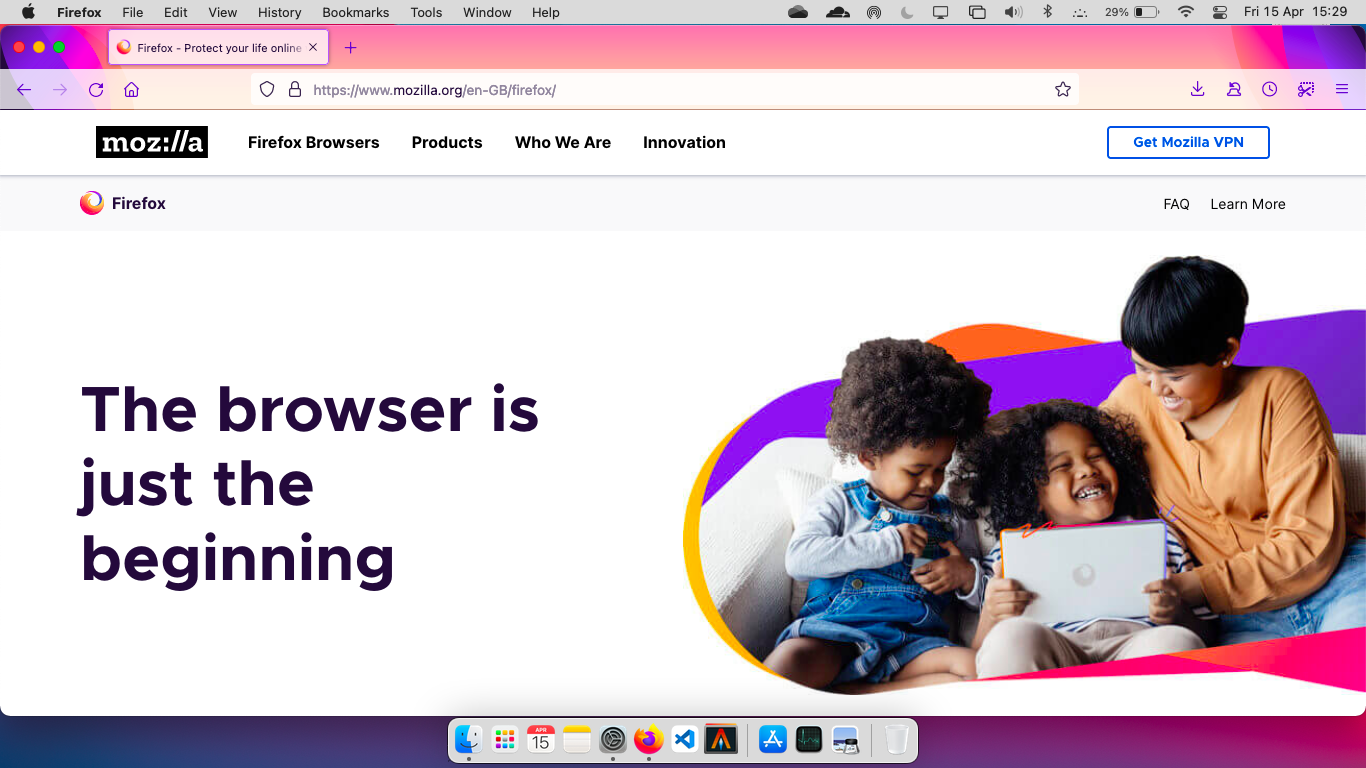 Firefox File Edit View History Bookmarks Tools Window Help 29% Fri 15 Apr 15:29
Firefox - Protect your life online
https://www.mozilla.org/en-GB/firefox/
moz://a Firefox Browsers Products Who We Are Innovation Get Mozilla VPN
Firefox FAQ Learn More
The browser is
just the
beginning
APR
15